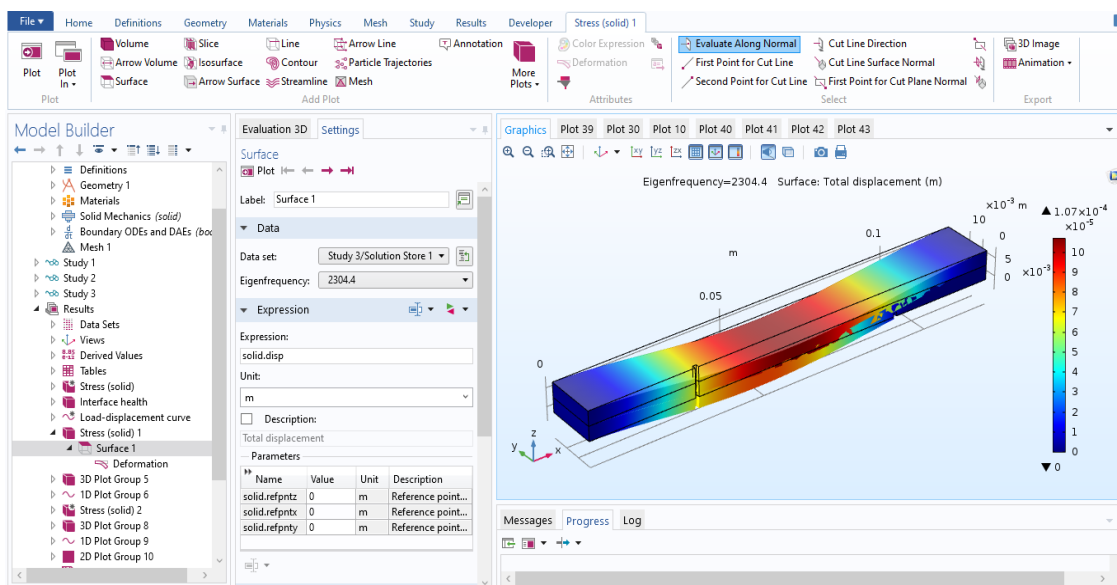 File Home Definitions Geometry Materials Physics Mesh Study Results Developer Stress (solid) 1
Plot
Plot In
Volume Slice Line Arrow Line Annotation
Arrow Volume Isosurface Contour Particle Trajectories
Surface Arrow Surface Streamline Mesh
More Plots
Color Expression
Deformation
Evaluate Along Normal Cut Line Direction
First Point for Cut Line Cut Line Surface Normal
Second Point for Cut Line First Point for Cut Plane Normal
3D Image
Animation
Plot Add Plot Attributes Select Export
Model Builder
Definitions
Geometry 1
Materials
Solid Mechanics (solid)
Boundary ODEs and DAEs
Mesh 1
Study 1
Study 2
Study 3
Results
Data Sets
Views
8.85
e-12
Derived Values
Tables
Stress (solid)
Interface health
Load-displacement curve
Stress (solid) 1
Surface 1
Deformation
3D Plot Group 5
1D Plot Group 6
Stress (solid) 2
3D Plot Group 8
1D Plot Group 9
2D Plot Group 10
Evaluation 3D Settings
Surface
Plot
Label: Surface 1
Data
Data set: Study 3/Solution Store 1
Eigenfrequency: 2304.4
Expression
Expression:
solid.disp
Unit:
m
Description:
Total displacement
Parameters
Name Value Unit Description
solid.refpntz 0 m Reference point...
solid.refpntx 0 m Reference point...
solid.refpnty 0 m Reference point...
Graphics Plot 39 Plot 30 Plot 10 Plot 40 Plot 41 Plot 42 Plot 43
xy yz zx
Eigenfrequency=2304.4 Surface: Total displacement (m)
×10⁻³ m
10
0
5
0
×10⁻³
0.1
m
0.05
0
y z x
▲ 1.07×10⁻⁴
×10⁻⁵
10
9
8
7
6
5
4
3
2
1
0
▼ 0
Messages Progress Log